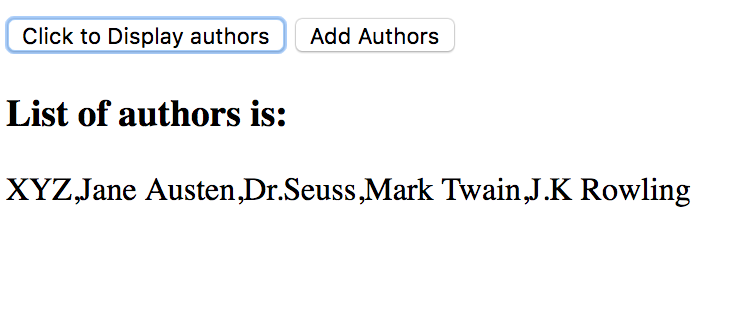 Click to Display authors Add Authors
List of authors is:
XYZ,Jane Austen,Dr.Seuss,Mark Twain,J.K Rowling